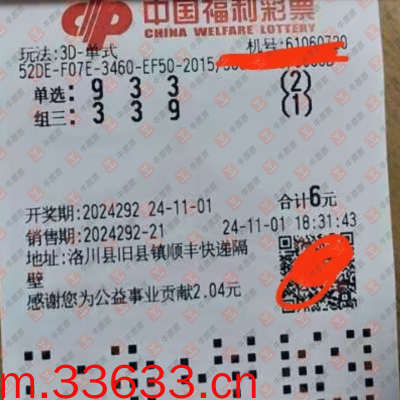 中国福利彩票
CHINA WELFARE LOTTERY
玩法:3D-单式 机号:61060720
52DE-F07E-3460-EF50-2015/
单选: 9 3 3 (2)
组三: 3 3 9 (1)
合计6元
开奖期:2024292 24-11-01
销售期:2024292-21 24-11-01 18:31:43
地址:洛川县旧县镇顺丰快递隔
壁
感谢您为公益事业贡献2.04元
m.33633.cn